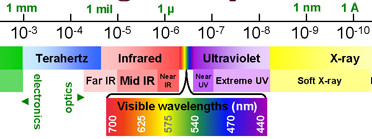 1 mm 1 mil 1 µ 1 nm 1 A
10⁻³ 10⁻⁴ 10⁻⁵ 10⁻⁶ 10⁻⁷ 10⁻⁸ 10⁻⁹ 10⁻¹⁰
Terahertz Infrared Ultraviolet X-ray
Far IR Mid IR Near IR Near UV Extreme UV Soft X-ray
electronics optics
Visible wavelengths (nm)
700 625 575 540 470 440